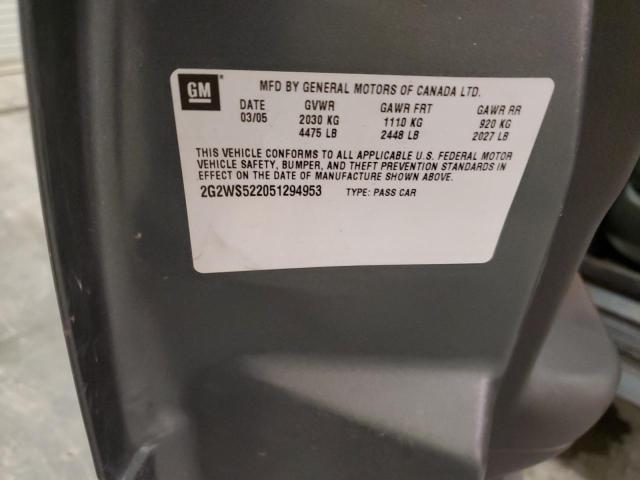 GM MFD BY GENERAL MOTORS OF CANADA LTD.
DATE GVWR GAWR FRT GAWR RR
03/05 2030 KG 1110 KG 920 KG
4475 LB 2448 LB 2027 LB
THIS VEHICLE CONFORMS TO ALL APPLICABLE U.S. FEDERAL MOTOR
VEHICLE SAFETY, BUMPER, AND THEFT PREVENTION STANDARDS IN
EFFECT ON THE DATE OF MANUFACTURE SHOWN ABOVE.
2G2WS522051294953 TYPE: PASS CAR